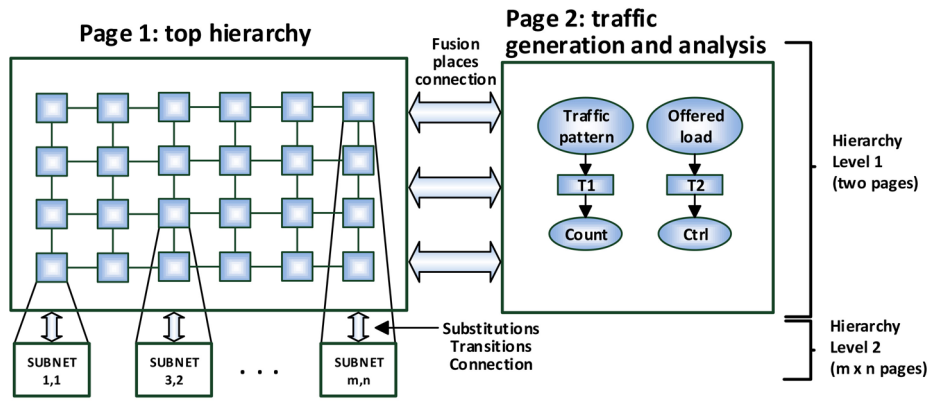 Page 1: top hierarchy
Fusion
places
connection
Page 2: traffic
generation and analysis
Traffic
pattern
Offered
load
T1
T2
Count
Ctrl
Hierarchy
Level 1
(two pages)
Substitutions
Transitions
Connection
SUBNET
1,1
SUBNET
3,2
. . .
SUBNET
m,n
Hierarchy
Level 2
(m x n pages)